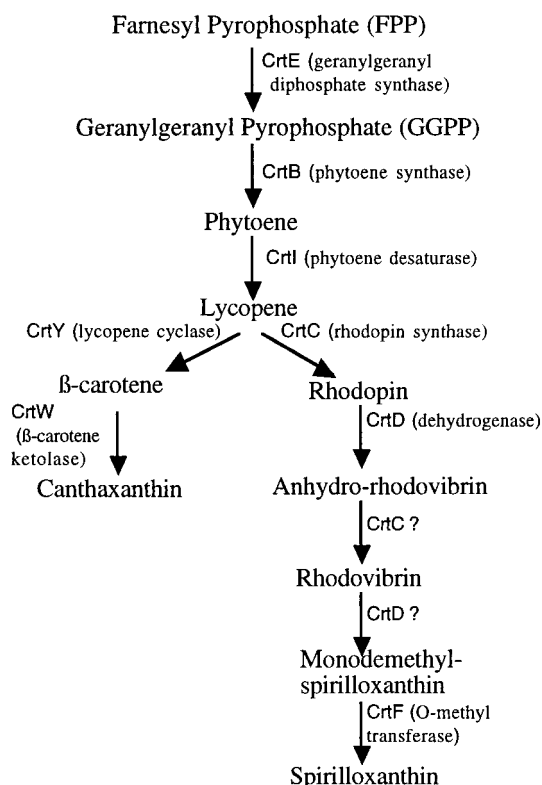 Farnesyl Pyrophosphate (FPP)
CrtE (geranylgeranyl
diphosphate synthase)
Geranylgeranyl Pyrophosphate (GGPP)
CrtB (phytoene synthase)
Phytoene
CrtI (phytoene desaturase)
Lycopene
CrtY (lycopene cyclase)
CrtC (rhodopin synthase)
ß-carotene
Rhodopin
CrtW
(ß-carotene
ketolase)
CrtD (dehydrogenase)
Canthaxanthin
Anhydro-rhodovibrin
CrtC ?
Rhodovibrin
CrtD ?
Monodemethyl-
spirilloxanthin
CrtF (O-methyl
transferase)
Spirilloxanthin